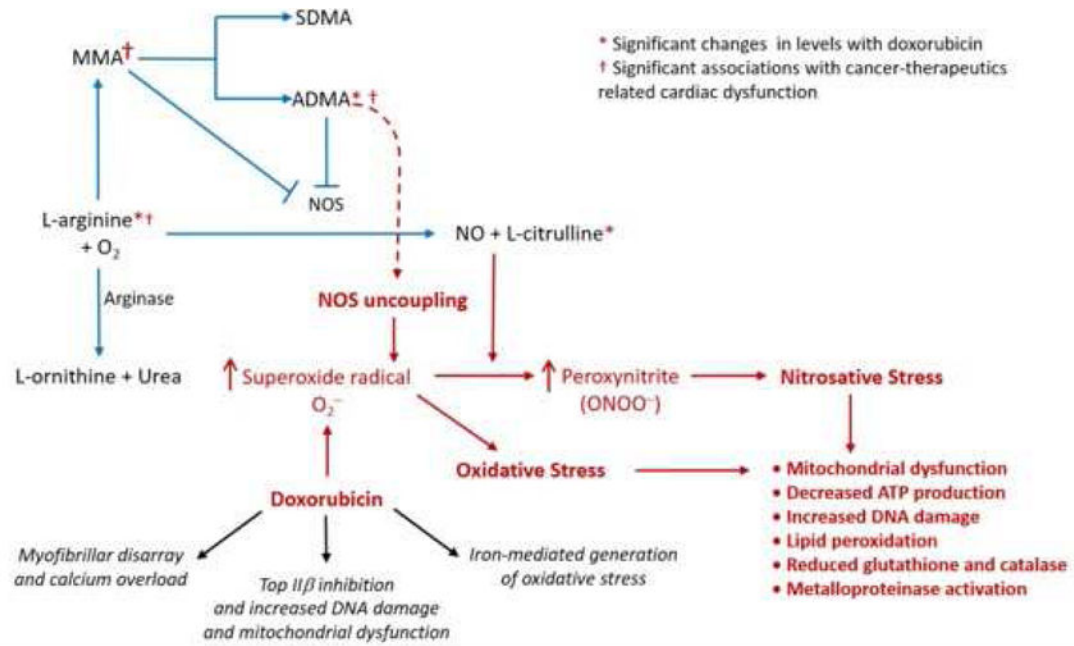 SDMA
MMA†
* Significant changes in levels with doxorubicin
† Significant associations with cancer-therapeutics
related cardiac dysfunction
ADMA*†
NOS
L-arginine*†
+ O₂
NO + L-citrulline*
Arginase
NOS uncoupling
L-ornithine + Urea
↑ Superoxide radical
O₂⁻
↑ Peroxynitrite
(ONOO⁻)
Nitrosative Stress
Oxidative Stress
• Mitochondrial dysfunction
• Decreased ATP production
• Increased DNA damage
• Lipid peroxidation
• Reduced glutathione and catalase
• Metalloproteinase activation
Doxorubicin
Myofibrillar disarray
and calcium overload
Top IIβ inhibition
and increased DNA damage
and mitochondrial dysfunction
Iron-mediated generation
of oxidative stress